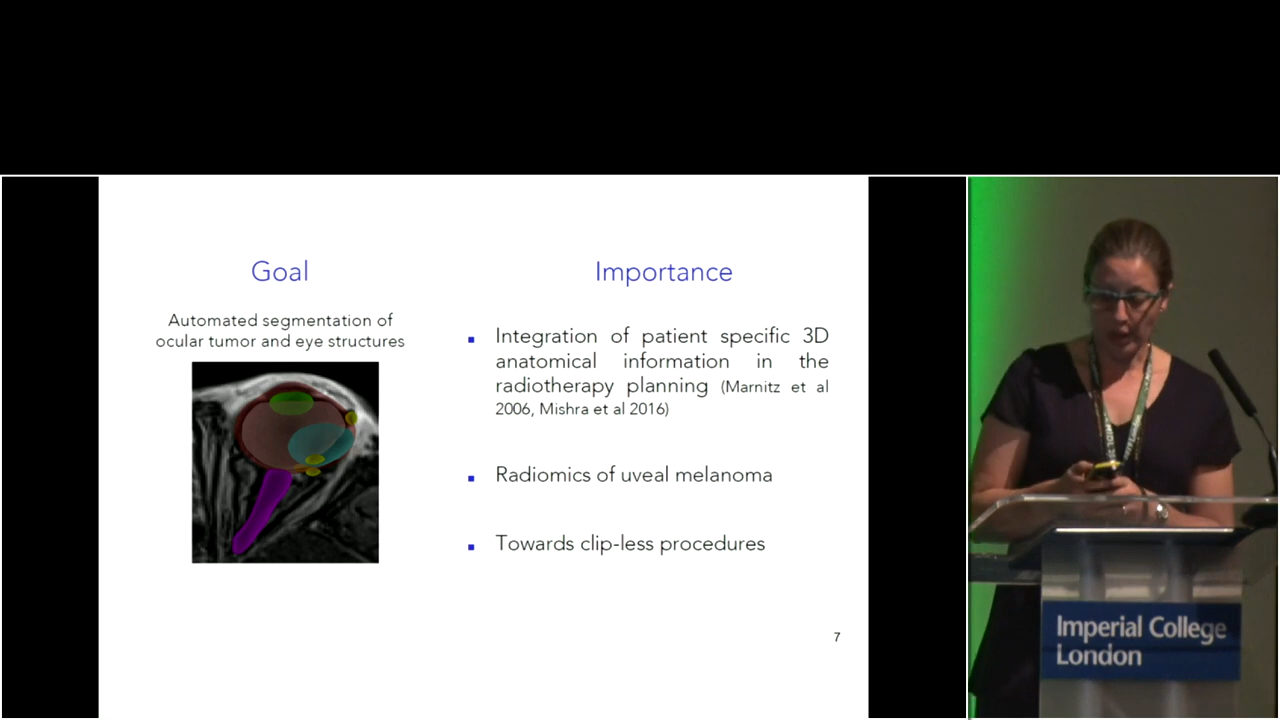 Goal
Automated segmentation of
ocular tumor and eye structures
Importance
▪ Integration of patient specific 3D
anatomical information in the
radiotherapy planning (Marnitz et al
2006, Mishra et al 2016)
▪ Radiomics of uveal melanoma
▪ Towards clip-less procedures
7
Imperial College
London